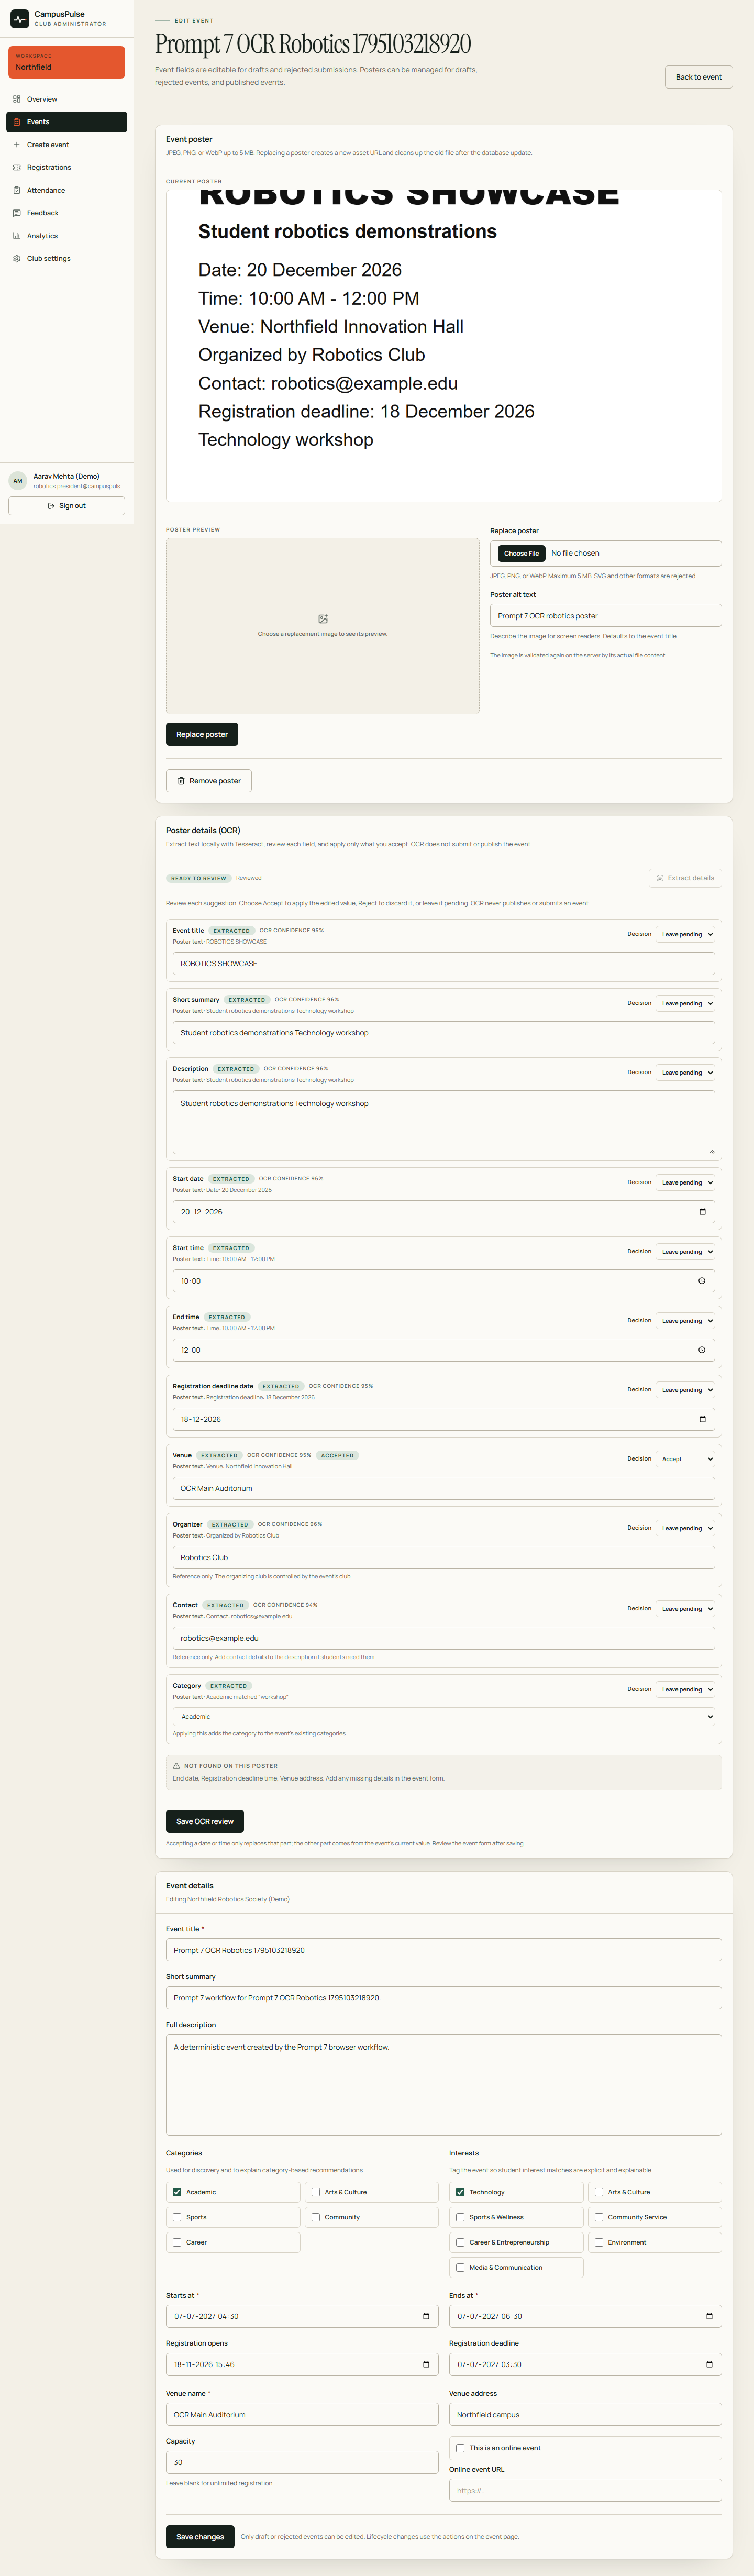 CampusPulse
CLUB ADMINISTRATOR
WORKSPACE
Northfield
Overview
Events
Create event
Registrations
Attendance
Feedback
Analytics
Club settings
AM
Aarav Mehta (Demo)
robotics.president@campuspuls...
Sign out
EDIT EVENT
Prompt 7 OCR Robotics 1795103218920
Event fields are editable for drafts and rejected submissions. Posters can be managed for drafts,
rejected events, and published events.
Back to event
Event poster
JPEG, PNG, or WebP up to 5 MB. Replacing a poster creates a new asset URL and cleans up the old file after the database update.
CURRENT POSTER
ROBOTICS SHOWCASE
Student robotics demonstrations
Date: 20 December 2026
Time: 10:00 AM - 12:00 PM
Venue: Northfield Innovation Hall
Organized by Robotics Club
Contact: robotics@example.edu
Registration deadline: 18 December 2026
Technology workshop
POSTER PREVIEW
Choose a replacement image to see its preview.
Replace poster
Choose File No file chosen
JPEG, PNG, or WebP. Maximum 5 MB. SVG and other formats are rejected.
Poster alt text
Prompt 7 OCR robotics poster
Describe the image for screen readers. Defaults to the event title.
The image is validated again on the server by its actual file content.
Replace poster
Remove poster
Poster details (OCR)
Extract text locally with Tesseract, review each field, and apply only what you accept. OCR does not submit or publish the event.
READY TO REVIEW Reviewed
Extract details
Review each suggestion. Choose Accept to apply the edited value, Reject to discard it, or leave it pending. OCR never publishes or submits an event.
Event title EXTRACTED OCR CONFIDENCE 95%
Decision Leave pending
Poster text: ROBOTICS SHOWCASE
ROBOTICS SHOWCASE
Short summary EXTRACTED OCR CONFIDENCE 96%
Decision Leave pending
Poster text: Student robotics demonstrations Technology workshop
Student robotics demonstrations Technology workshop
Description EXTRACTED OCR CONFIDENCE 96%
Decision Leave pending
Poster text: Student robotics demonstrations Technology workshop
Student robotics demonstrations Technology workshop
Start date EXTRACTED OCR CONFIDENCE 96%
Decision Leave pending
Poster text: Date: 20 December 2026
20-12-2026
Start time EXTRACTED
Decision Leave pending
Poster text: Time: 10:00 AM - 12:00 PM
10:00
End time EXTRACTED
Decision Leave pending
Poster text: Time: 10:00 AM - 12:00 PM
12:00
Registration deadline date EXTRACTED OCR CONFIDENCE 95%
Decision Leave pending
Poster text: Registration deadline: 18 December 2026
18-12-2026
Venue EXTRACTED OCR CONFIDENCE 95% ACCEPTED
Decision Accept
Poster text: Venue: Northfield Innovation Hall
OCR Main Auditorium
Organizer EXTRACTED OCR CONFIDENCE 96%
Decision Leave pending
Poster text: Organized by Robotics Club
Robotics Club
Reference only. The organizing club is controlled by the event's club.
Contact EXTRACTED OCR CONFIDENCE 94%
Decision Leave pending
Poster text: Contact: robotics@example.edu
robotics@example.edu
Reference only. Add contact details to the description if students need them.
Category EXTRACTED
Decision Leave pending
Poster text: Academic matched "workshop"
Academic
Applying this adds the category to the event's existing categories.
NOT FOUND ON THIS POSTER
End date, Registration deadline time, Venue address. Add any missing details in the event form.
Save OCR review
Accepting a date or time only replaces that part; the other part comes from the event's current value. Review the event form after saving.
Event details
Editing Northfield Robotics Society (Demo).
Event title *
Prompt 7 OCR Robotics 1795103218920
Short summary
Prompt 7 workflow for Prompt 7 OCR Robotics 1795103218920.
Full description
A deterministic event created by the Prompt 7 browser workflow.
Categories
Used for discovery and to explain category-based recommendations.
Academic
Arts & Culture
Sports
Community
Career
Interests
Tag the event so student interest matches are explicit and explainable.
Technology
Arts & Culture
Sports & Wellness
Community Service
Career & Entrepreneurship
Environment
Media & Communication
Starts at *
07-07-2027 04:30
Ends at *
07-07-2027 06:30
Registration opens
18-11-2026 15:46
Registration deadline
07-07-2027 03:30
Venue name *
OCR Main Auditorium
Venue address
Northfield campus
Capacity
30
Leave blank for unlimited registration.
This is an online event
Online event URL
https://...
Save changes
Only draft or rejected events can be edited. Lifecycle changes use the actions on the event page.